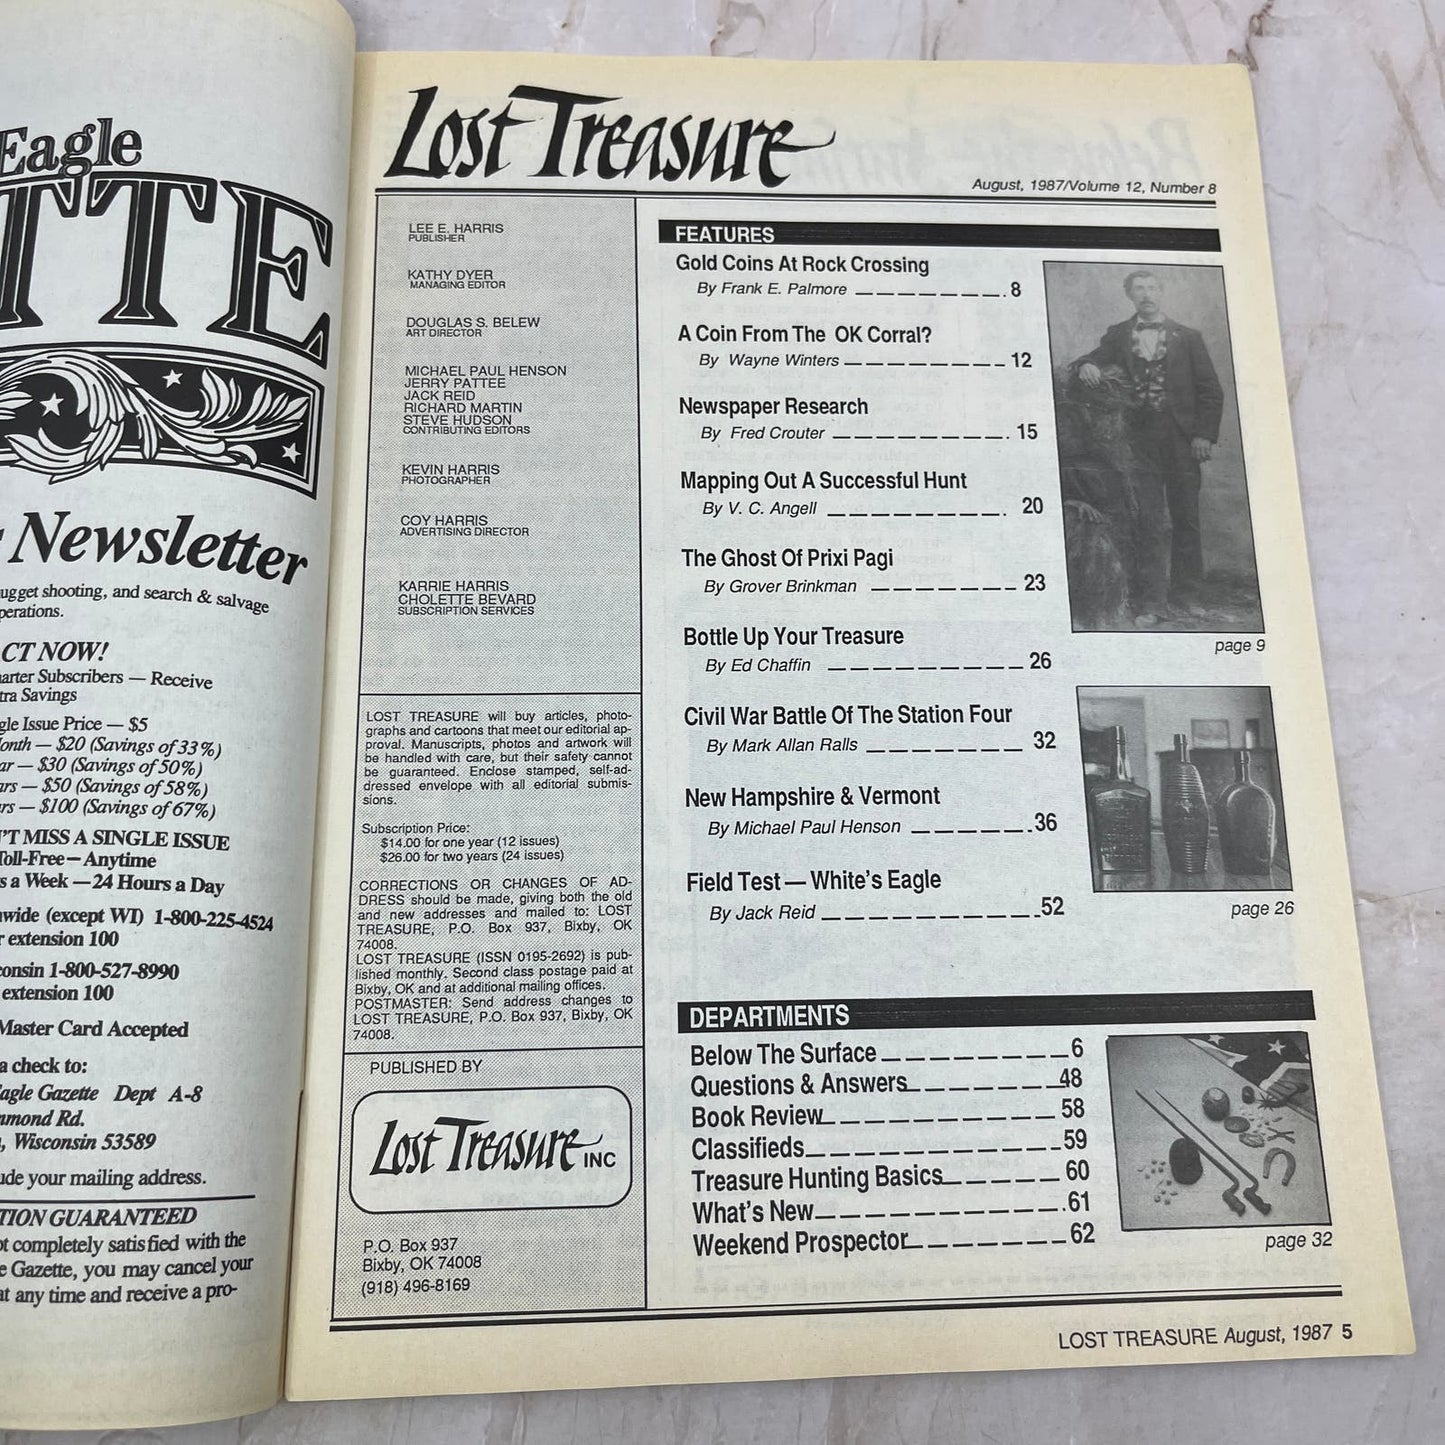 Eagle
TTE
Newsletter
nugget shooting, and search & salvage
operations.
ACT NOW!
Charter Subscribers — Receive
Extra Savings
Single Issue Price — $5
Month — $20 (Savings of 33%)
— $30 (Savings of 50%)
— $50 (Savings of 58%)
— $100 (Savings of 67%)
DON'T MISS A SINGLE ISSUE
Toll-Free — Anytime
a Week — 24 Hours a Day
(except WI) 1-800-225-4524
extension 100
1-800-527-8990
extension 100
Master Card Accepted
a check to:
Eagle Gazette Dept A-8
Rd.
Wisconsin 53589
your mailing address.
GUARANTEED
completely satisfied with the
Gazette, you may cancel your
at any time and receive a pro-
Lost Treasure
August, 1987/Volume 12, Number 8
LEE E. HARRIS
PUBLISHER
KATHY DYER
MANAGING EDITOR
DOUGLAS S. BELEW
ART DIRECTOR
MICHAEL PAUL HENSON
JERRY PATTEE
JACK REID
RICHARD MARTIN
STEVE HUDSON
CONTRIBUTING EDITORS
KEVIN HARRIS
PHOTOGRAPHER
COY HARRIS
ADVERTISING DIRECTOR
KARRIE HARRIS
CHOLETTE BEVARD
SUBSCRIPTION SERVICES
LOST TREASURE will buy articles, photo-
graphs and cartoons that meet our editorial ap-
proval. Manuscripts, photos and artwork will
be handled with care, but their safety cannot
be guaranteed. Enclose stamped, self-ad-
dressed envelope with all editorial submis-
sions.
Subscription Price:
$14.00 for one year (12 issues)
$26.00 for two years (24 issues)
CORRECTIONS OR CHANGES OF AD-
DRESS should be made, giving both the old
and new addresses and mailed to: LOST
TREASURE, P.O. Box 937, Bixby, OK
74008.
LOST TREASURE (ISSN 0195-2692) is pub-
lished monthly. Second class postage paid at
Bixby, OK and at additional mailing offices.
POSTMASTER: Send address changes to
LOST TREASURE, P.O. Box 937, Bixby, OK
74008.
PUBLISHED BY
Lost Treasure INC
P.O. Box 937
Bixby, OK 74008
(918) 496-8169
FEATURES
Gold Coins At Rock Crossing
By Frank E. Palmore 8
A Coin From The OK Corral?
By Wayne Winters 12
Newspaper Research
By Fred Crouter 15
Mapping Out A Successful Hunt
By V. C. Angell 20
The Ghost Of Prixi Pagi
By Grover Brinkman 23
Bottle Up Your Treasure
By Ed Chaffin 26
Civil War Battle Of The Station Four
By Mark Allan Ralls 32
New Hampshire & Vermont
By Michael Paul Henson 36
Field Test — White's Eagle
By Jack Reid 52
page 9
page 26
DEPARTMENTS
Below The Surface 6
Questions & Answers 48
Book Review 58
Classifieds 59
Treasure Hunting Basics 60
What's New 61
Weekend Prospector 62
page 32
LOST TREASURE August, 1987 5